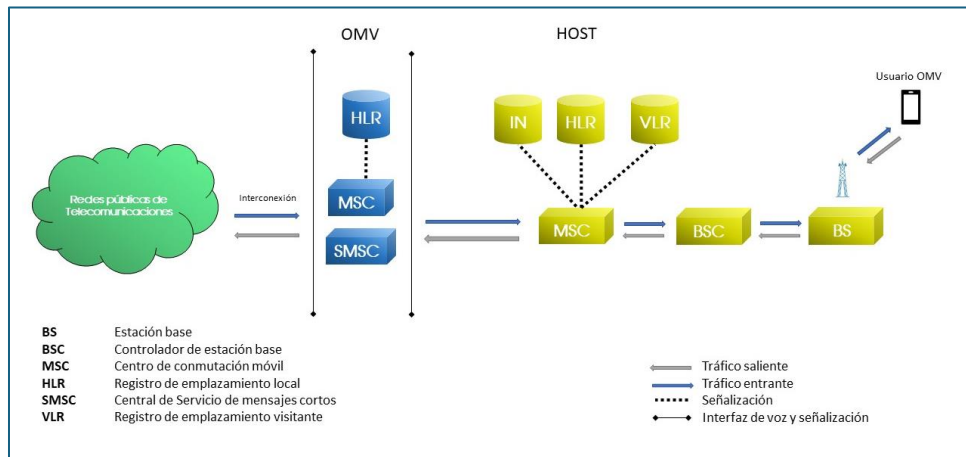 OMV
HOST
Usuario OMV
HLR
IN
HLR
VLR
Redes públicas de
Telecomunicaciones
Interconexión
MSC
SMSC
MSC
BSC
BS
BS Estación base
BSC Controlador de estación base
MSC Centro de conmutación móvil
HLR Registro de emplazamiento local
SMSC Central de Servicio de mensajes cortos
VLR Registro de emplazamiento visitante
Tráfico saliente
Tráfico entrante
Señalización
Interfaz de voz y señalización